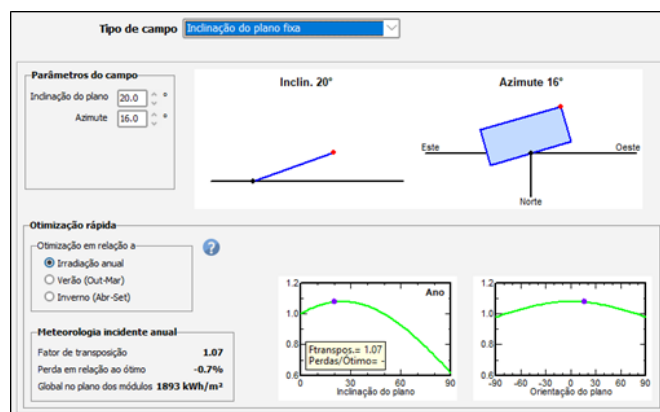 Tipo de campo Inclinação do plano fixa
Parâmetros do campo
Inclinação do plano 20.0 °
Azimute 16.0 °
Inclin. 20°
Azimute 16°
Este Oeste
Norte
Otimização rápida
Otimização em relação a
Irradiação anual
Verão (Out-Mar)
Inverno (Abr-Set)
?
Meteorologia incidente anual
Fator de transposição 1.07
Perda em relação ao ótimo -0.7%
Global no plano dos módulos 1893 kWh/m²
1.2
1.0
0.8
0.6
Ano
Ftranspos.= 1.07
Perdas/Ótimo= -
0 30 60 90
Inclinação do plano
1.2
1.0
0.8
0.6
-90 -60 -30 0 30 60 90
Orientação do plano